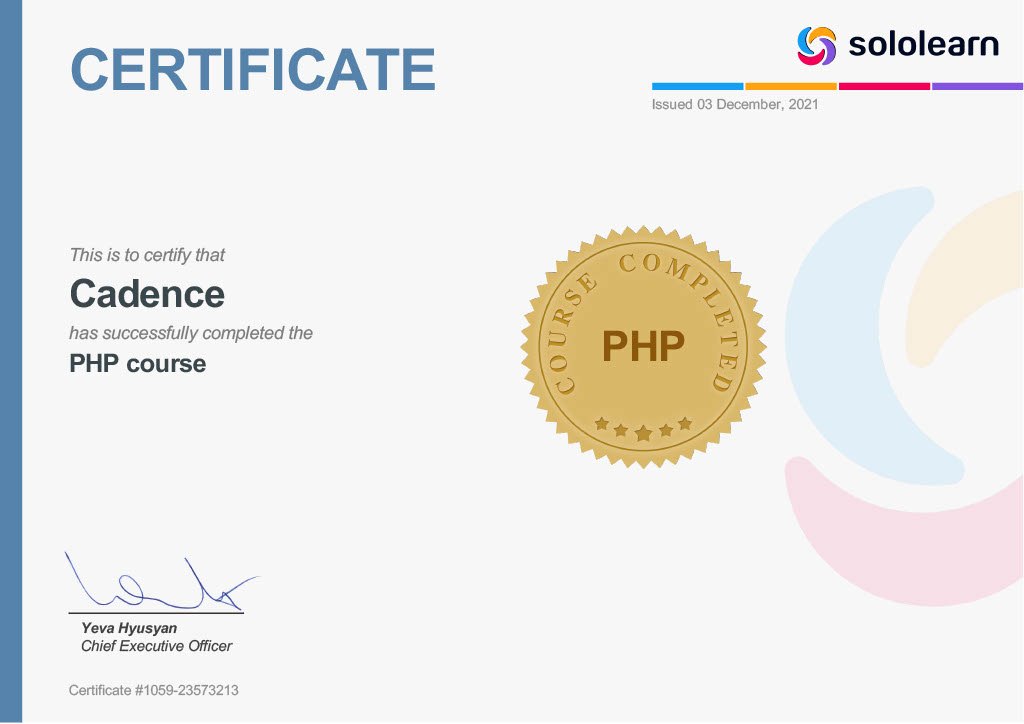 CERTIFICATE
sololearn
Issued 03 December, 2021
This is to certify that
Cadence
has successfully completed the
PHP course
COURSE COMPLETED
PHP
Yeva Hyusyan
Chief Executive Officer
Certificate #1059-23573213